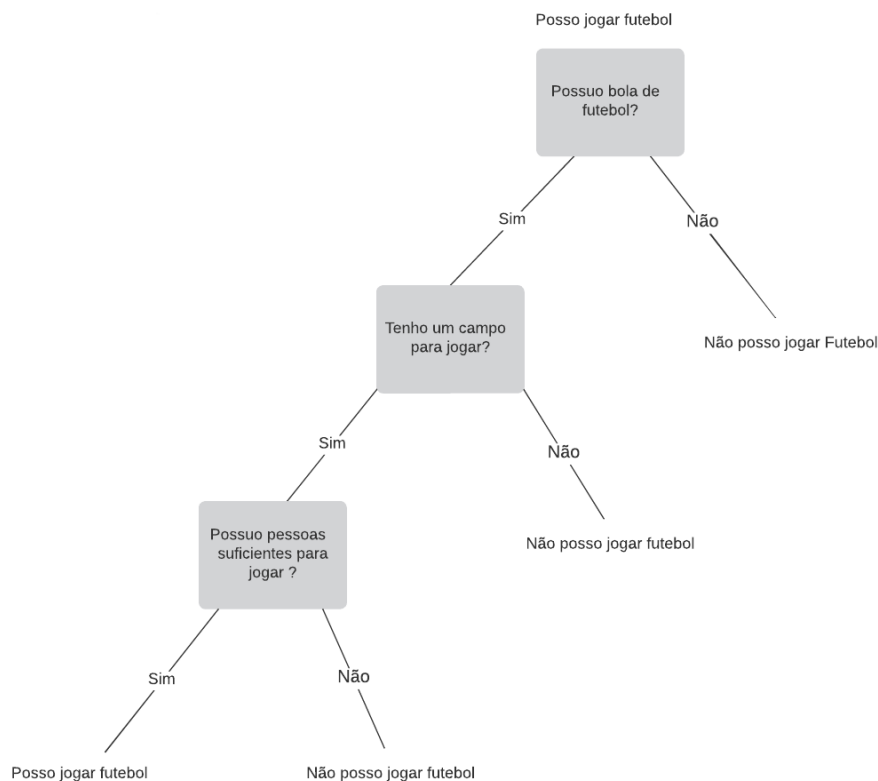 Posso jogar futebol
Possuo bola de
futebol?
Sim
Não
Tenho um campo
para jogar?
Não posso jogar Futebol
Sim
Não
Possuo pessoas
suficientes para
jogar ?
Não posso jogar futebol
Sim
Não
Posso jogar futebol
Não posso jogar futebol